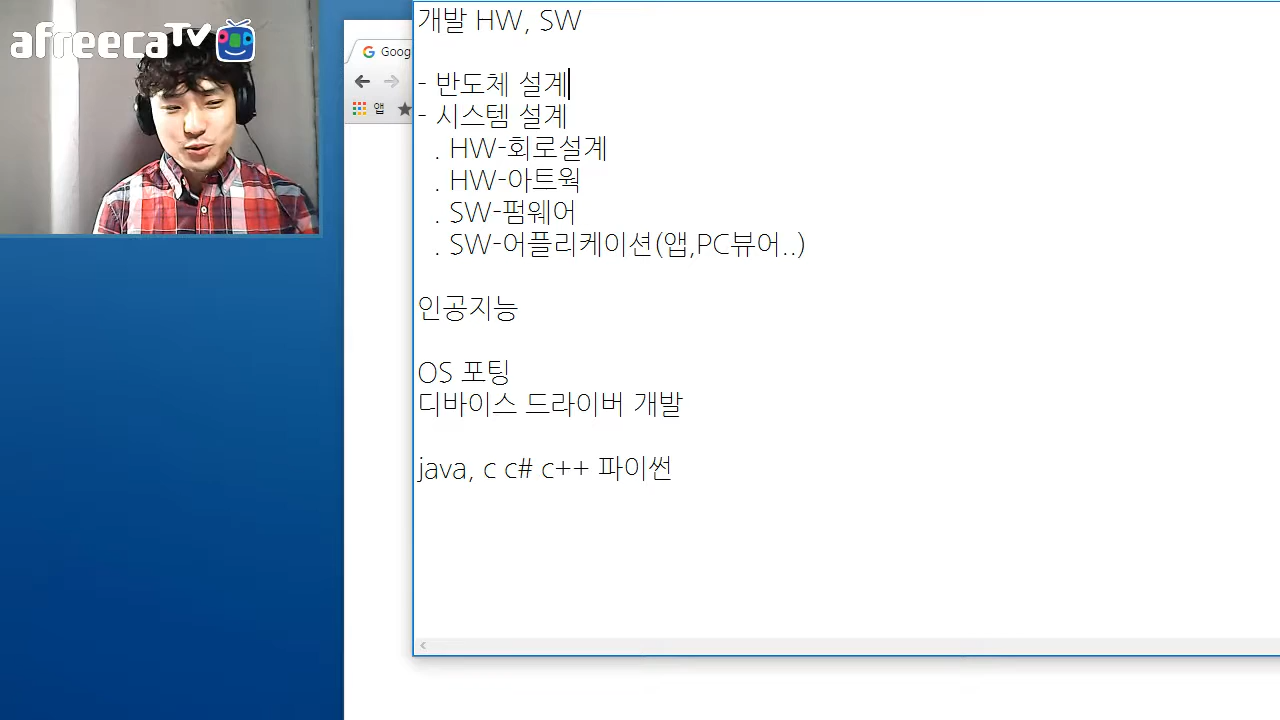 afreecaTV
Goog
앱
개발 HW, SW
- 반도체 설계
- 시스템 설계
. HW-회로설계
. HW-아트웍
. SW-펌웨어
. SW-어플리케이션(앱,PC뷰어..)
인공지능
OS 포팅
디바이스 드라이버 개발
java, c c# c++ 파이썬